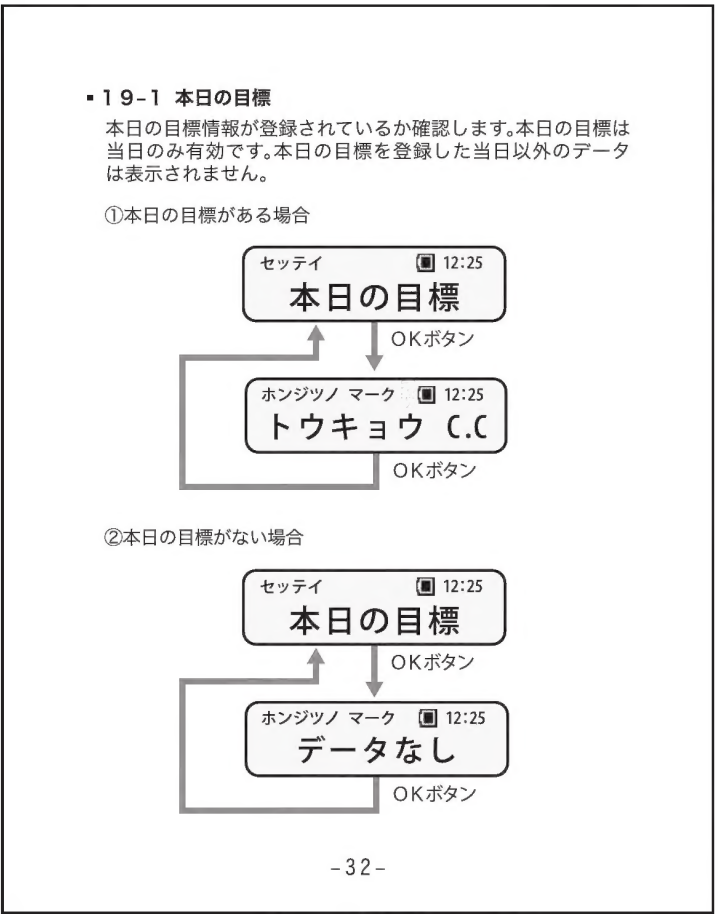 ▪１９−１ 本日の目標
本日の目標情報が登録されているか確認します。本日の目標は
当日のみ有効です。本日の目標を登録した当日以外のデータ
は表示されません。
①本日の目標がある場合
セッテイ 12:25
本日の目標
OKボタン
ホンジツノ マーク 12:25
トウキョウ C.C
OKボタン
②本日の目標がない場合
セッテイ 12:25
本日の目標
OKボタン
ホンジツノ マーク 12:25
データなし
OKボタン
−32−